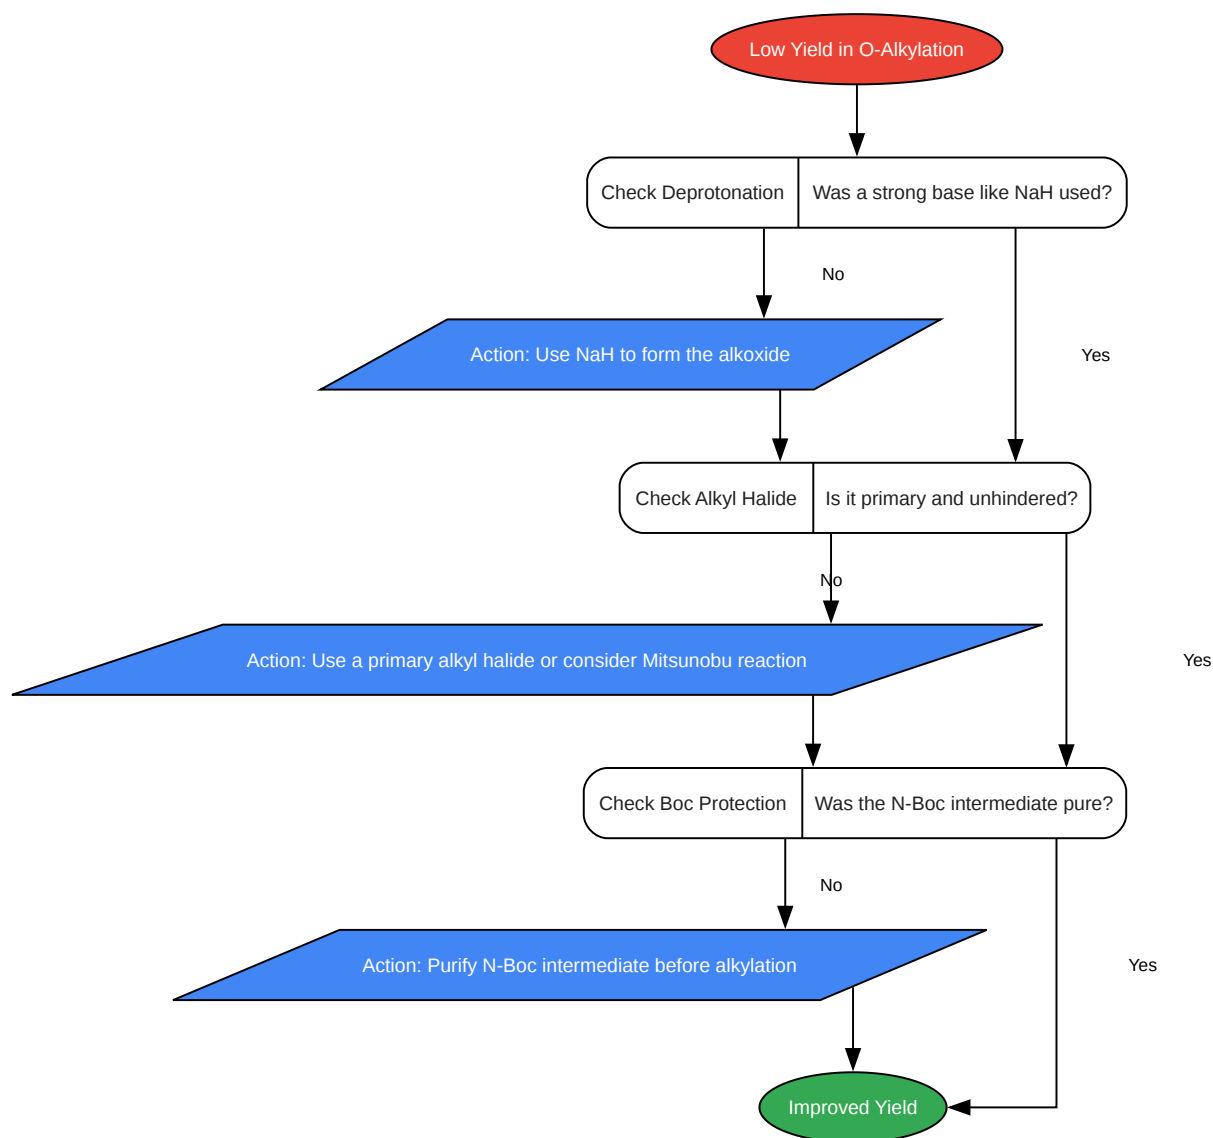 Low Yield in O-Alkylation
Check Deprotonation
Was a strong base like NaH used?
No
Action: Use NaH to form the alkoxide
Yes
Check Alkyl Halide
Is it primary and unhindered?
No
Action: Use a primary alkyl halide or consider Mitsunobu reaction
Yes
Check Boc Protection
Was the N-Boc intermediate pure?
No
Action: Purify N-Boc intermediate before alkylation
Yes
Improved Yield